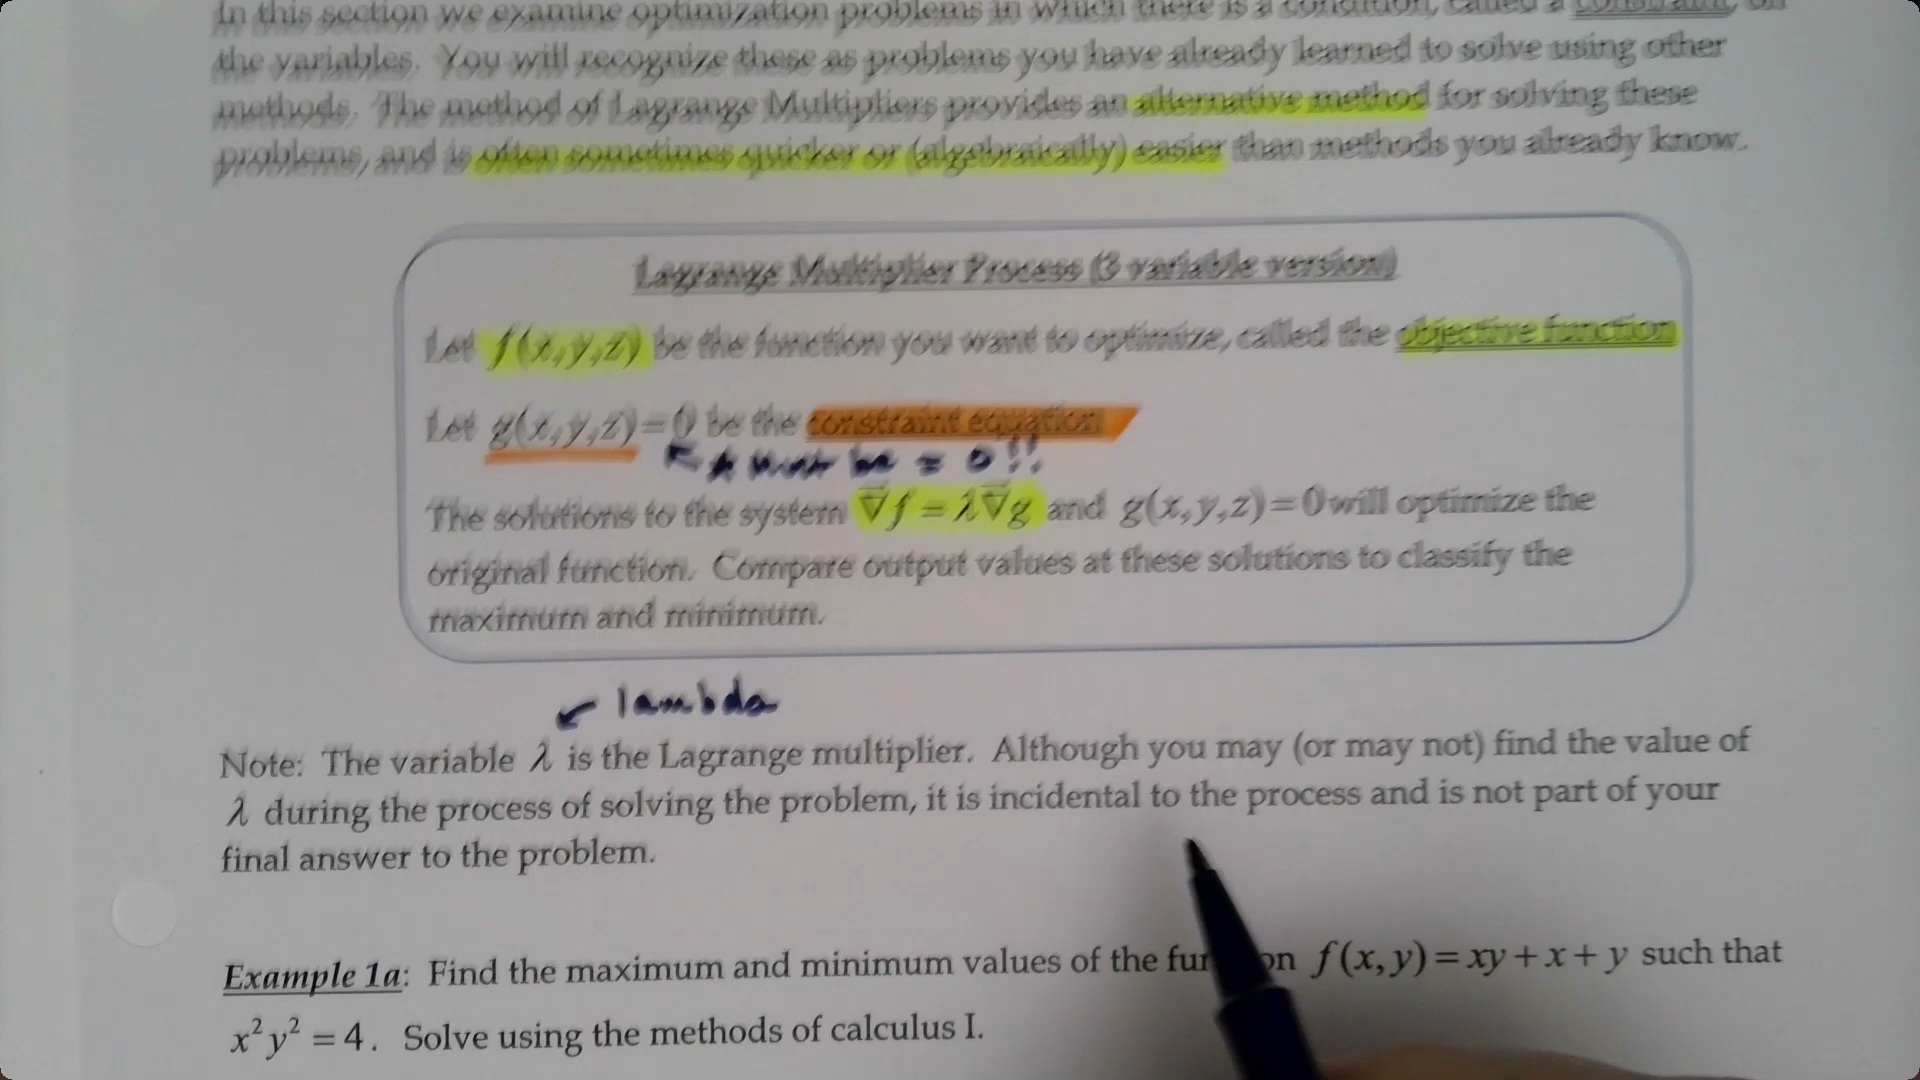 In this section we examine optimization problems in which there is a condition, called a constraint, on
the variables. You will recognize these as problems you have already learned to solve using other
methods. The method of Lagrange Multipliers provides an alternative method for solving these
problems, and is often sometimes quicker or (algebraically) easier than methods you already know.
Lagrange Multiplier Process (3 variable version)
Let f(x,y,z) be the function you want to optimize, called the objective function
Let g(x,y,z)=0 be the constraint equation
↖ * must be = 0!!
The solutions to the system ∇⃗f = λ∇⃗g and g(x,y,z)=0 will optimize the
original function. Compare output values at these solutions to classify the
maximum and minimum.
↙ lambda
Note: The variable λ is the Lagrange multiplier. Although you may (or may not) find the value of
λ during the process of solving the problem, it is incidental to the process and is not part of your
final answer to the problem.
Example 1a: Find the maximum and minimum values of the fun on f(x,y)=xy+x+y such that
x²y² = 4. Solve using the methods of calculus I.